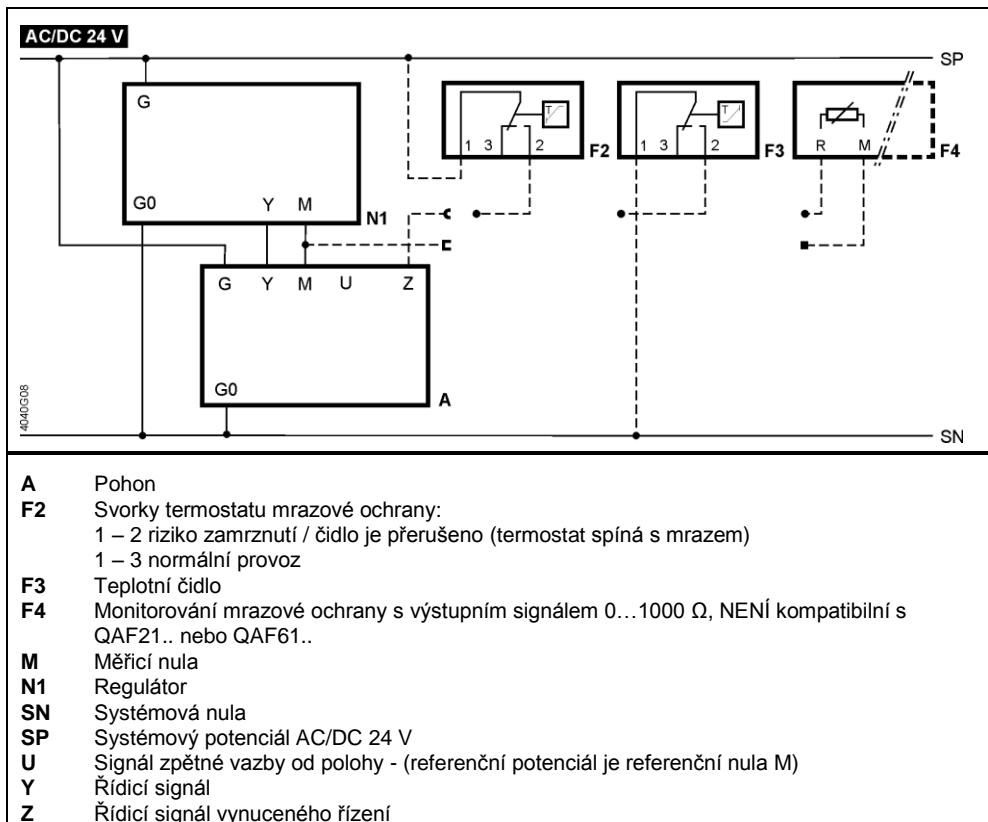 AC/DC 24 V
SP
G
1 3 2
F2
1 3 2
F3
R M
F4
G0 Y M
N1
G Y M U Z
G0
A
4040G08
SN
A Pohon
F2 Svorky termostatu mrazové ochrany:
1 – 2 riziko zamrznutí / čidlo je přerušeno (termostat spíná s mrazem)
1 – 3 normální provoz
F3 Teplotní čidlo
F4 Monitorování mrazové ochrany s výstupním signálem 0…1000 Ω, NENÍ kompatibilní s
QAF21.. nebo QAF61..
M Měřicí nula
N1 Regulátor
SN Systémová nula
SP Systémový potenciál AC/DC 24 V
U Signál zpětné vazby od polohy - (referenční potenciál je referenční nula M)
Y Řídicí signál
Z Řídicí signál vynuceného řízení